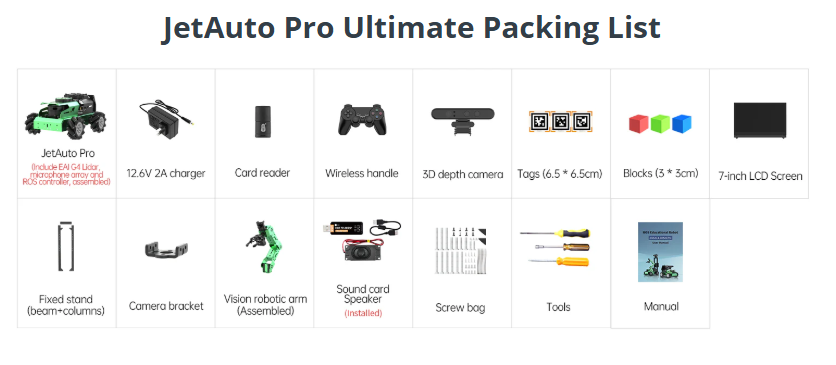 JetAuto Pro Ultimate Packing List
JetAuto Pro
(Include EAI G4 Lidar,
microphone array and
ROS controller, assembled)
12.6V 2A charger
Card reader
Wireless handle
3D depth camera
Tags (6.5 * 6.5cm)
Blocks (3 * 3cm)
7-inch LCD Screen
Fixed stand
(beam+columns)
Camera bracket
Vision robotic arm
(Assembled)
Sound card
Speaker
(Installed)
Screw bag
Tools
Manual